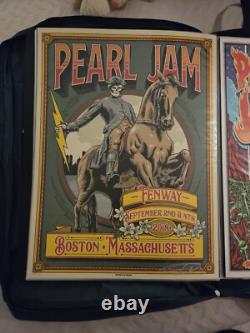 PEARL JAM
FENWAY
SEPTEMBER 2ND & 4TH
2018
BOSTON • MASSACHUSETTS